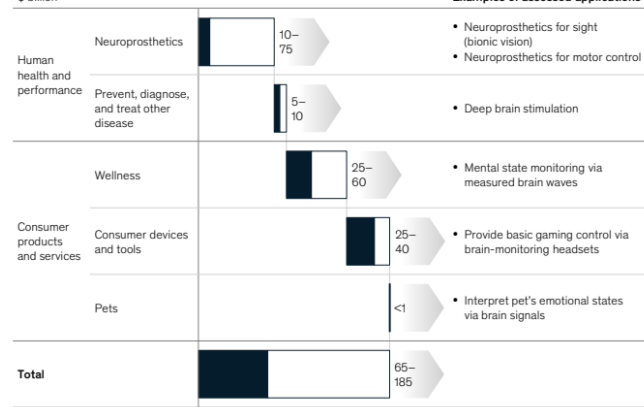 $ billion
Examples of assessed applications
Human
health and
performance
Neuroprosthetics
10–
75
• Neuroprosthetics for sight
(bionic vision)
• Neuroprosthetics for motor control
Prevent, diagnose,
and treat other
disease
5–
10
• Deep brain stimulation
Consumer
products
and services
Wellness
25–
60
• Mental state monitoring via
measured brain waves
Consumer devices
and tools
25–
40
• Provide basic gaming control via
brain-monitoring headsets
Pets
<1
• Interpret pet’s emotional states
via brain signals
Total
65–
185